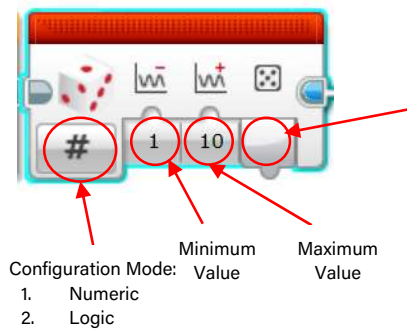 #
1
10
Minimum
Value
Maximum
Value
Configuration Mode:
1. Numeric
2. Logic